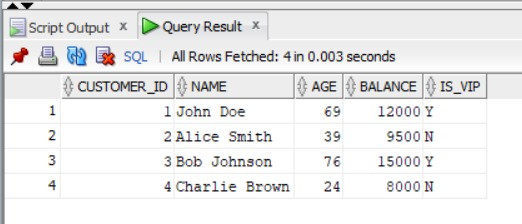 Script Output x Query Result x
SQL | All Rows Fetched: 4 in 0.003 seconds
CUSTOMER_ID NAME AGE BALANCE IS_VIP
1 1 John Doe 69 12000 Y
2 2 Alice Smith 39 9500 N
3 3 Bob Johnson 76 15000 Y
4 4 Charlie Brown 24 8000 N